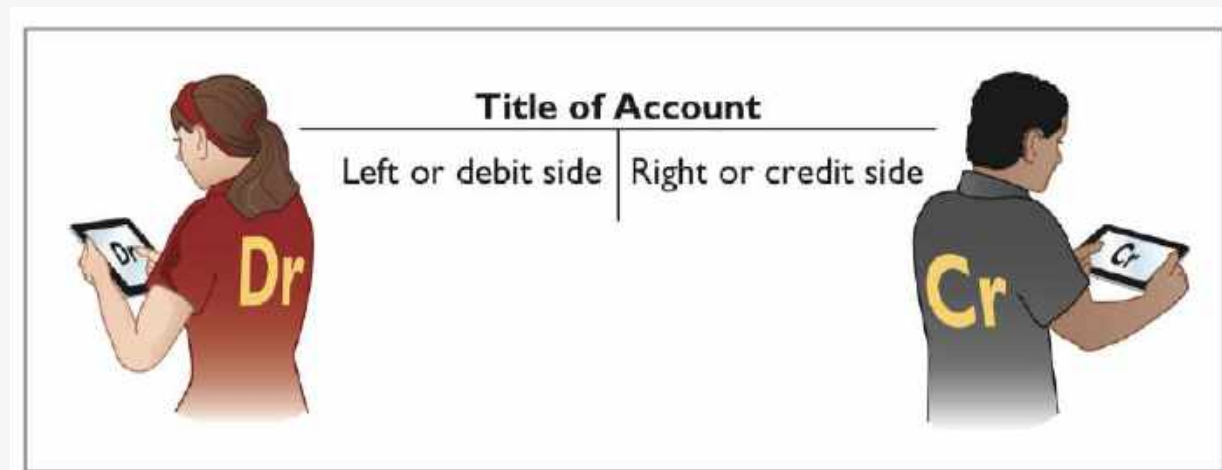 Title of Account
Left or debit side Right or credit side
Dr
Dr
Cr
Cr